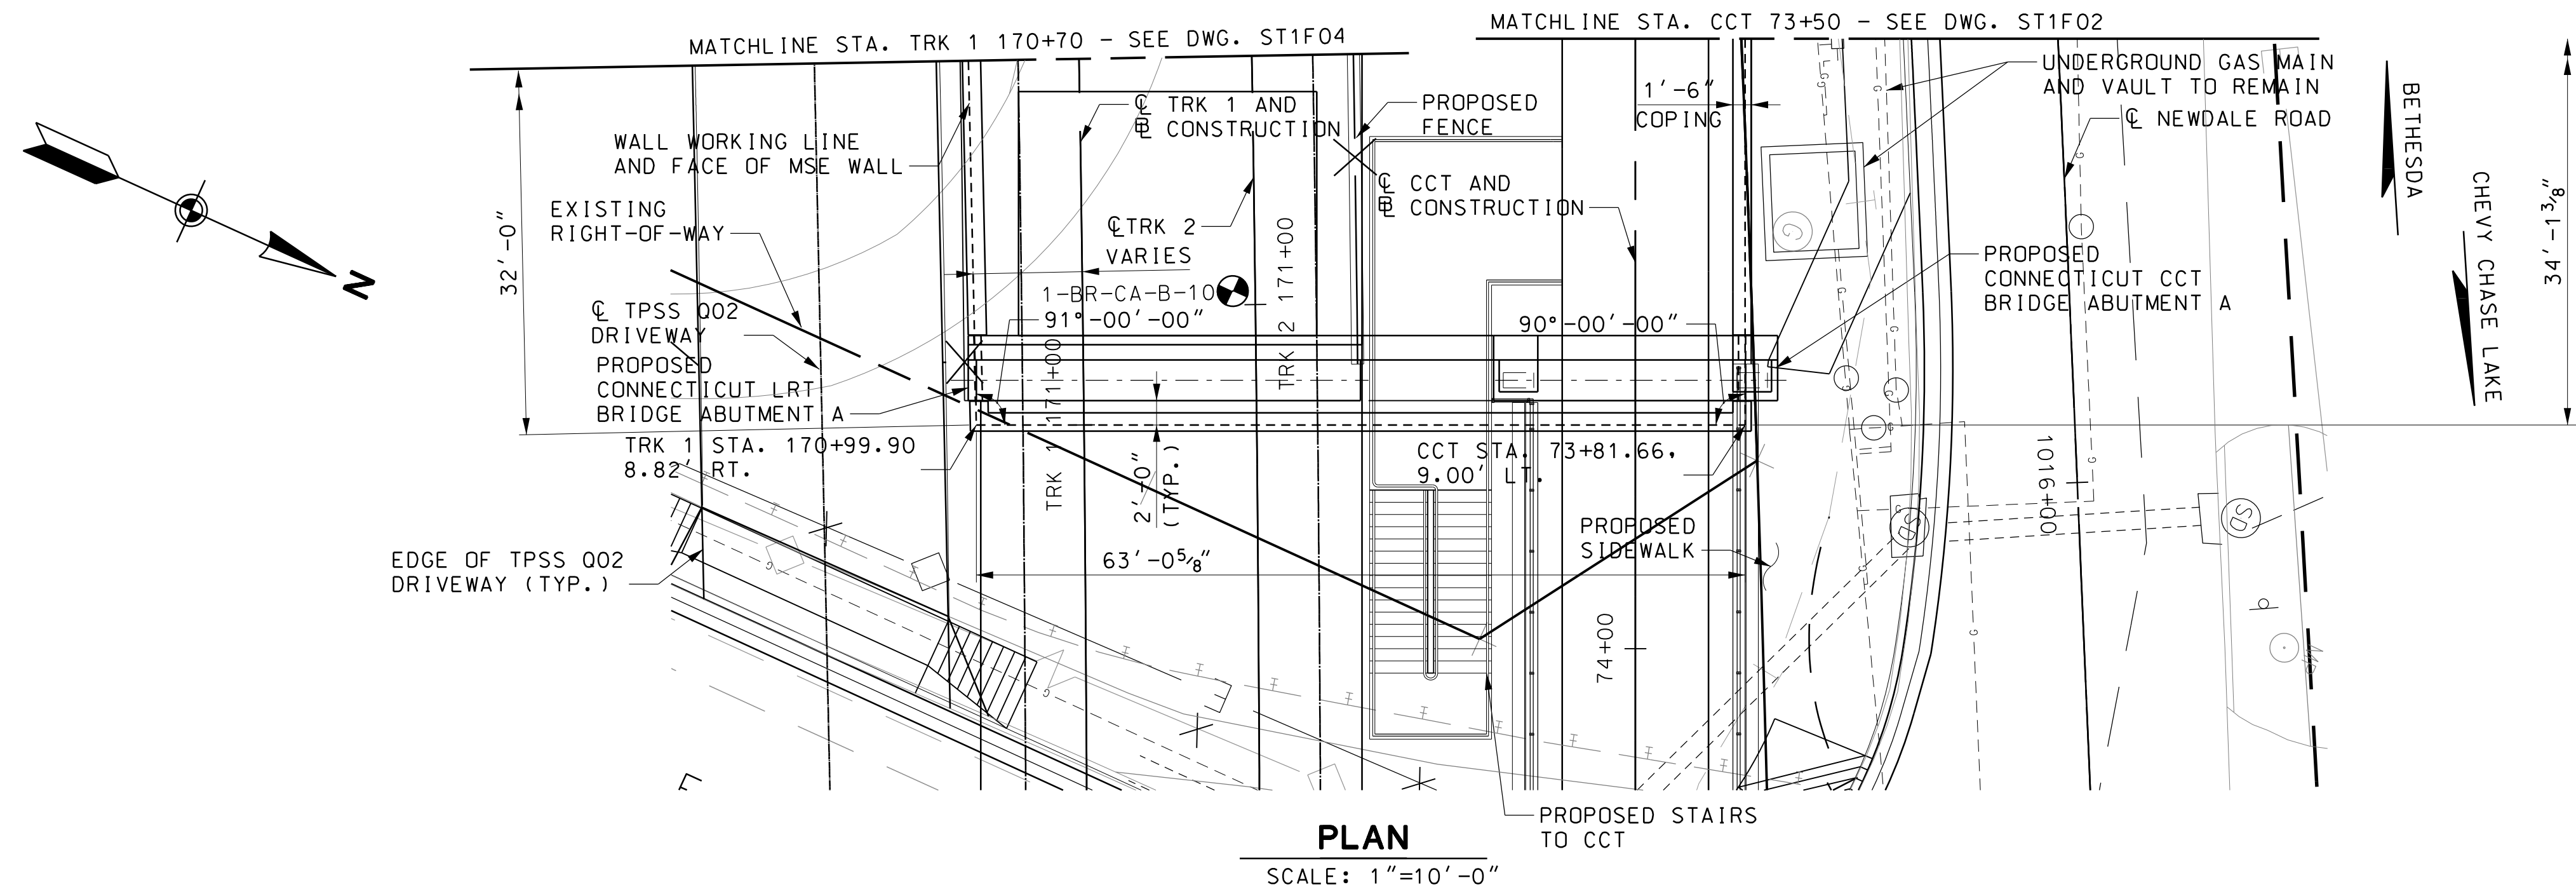 MATCHLINE STA. TRK 1 170+70 - SEE DWG. ST1F04
MATCHLINE STA. CCT 73+50 - SEE DWG. ST1F02
WALL WORKING LINE
AND FACE OF MSE WALL
EXISTING
RIGHT-OF-WAY
℄ TPSS Q02
DRIVEWAY
PROPOSED
CONNECTICUT LRT
BRIDGE ABUTMENT A
TRK 1 STA. 170+99.90
8.82' RT.
EDGE OF TPSS Q02
DRIVEWAY (TYP.)
32'-0"
N
℄ TRK 1 AND
BL CONSTRUCTION
℄ TRK 2
VARIES
1-BR-CA-B-10
91°-00'-00"
TRK 1 171+00
TRK 2 171+00
2'-0"
(TYP.)
63'-0⅝"
PROPOSED
FENCE
℄ CCT AND
BL CONSTRUCTION
1'-6"
COPING
90°-00'-00"
CCT STA. 73+81.66,
9.00' LT.
PROPOSED
SIDEWALK
74+00
PROPOSED STAIRS
TO CCT
UNDERGROUND GAS MAIN
AND VAULT TO REMAIN
℄ NEWDALE ROAD
PROPOSED
CONNECTICUT CCT
BRIDGE ABUTMENT A
1016+00
G
SD
SD
BETHESDA
CHEVY CHASE LAKE
34'-1⅜"
PLAN
SCALE: 1"=10'-0"